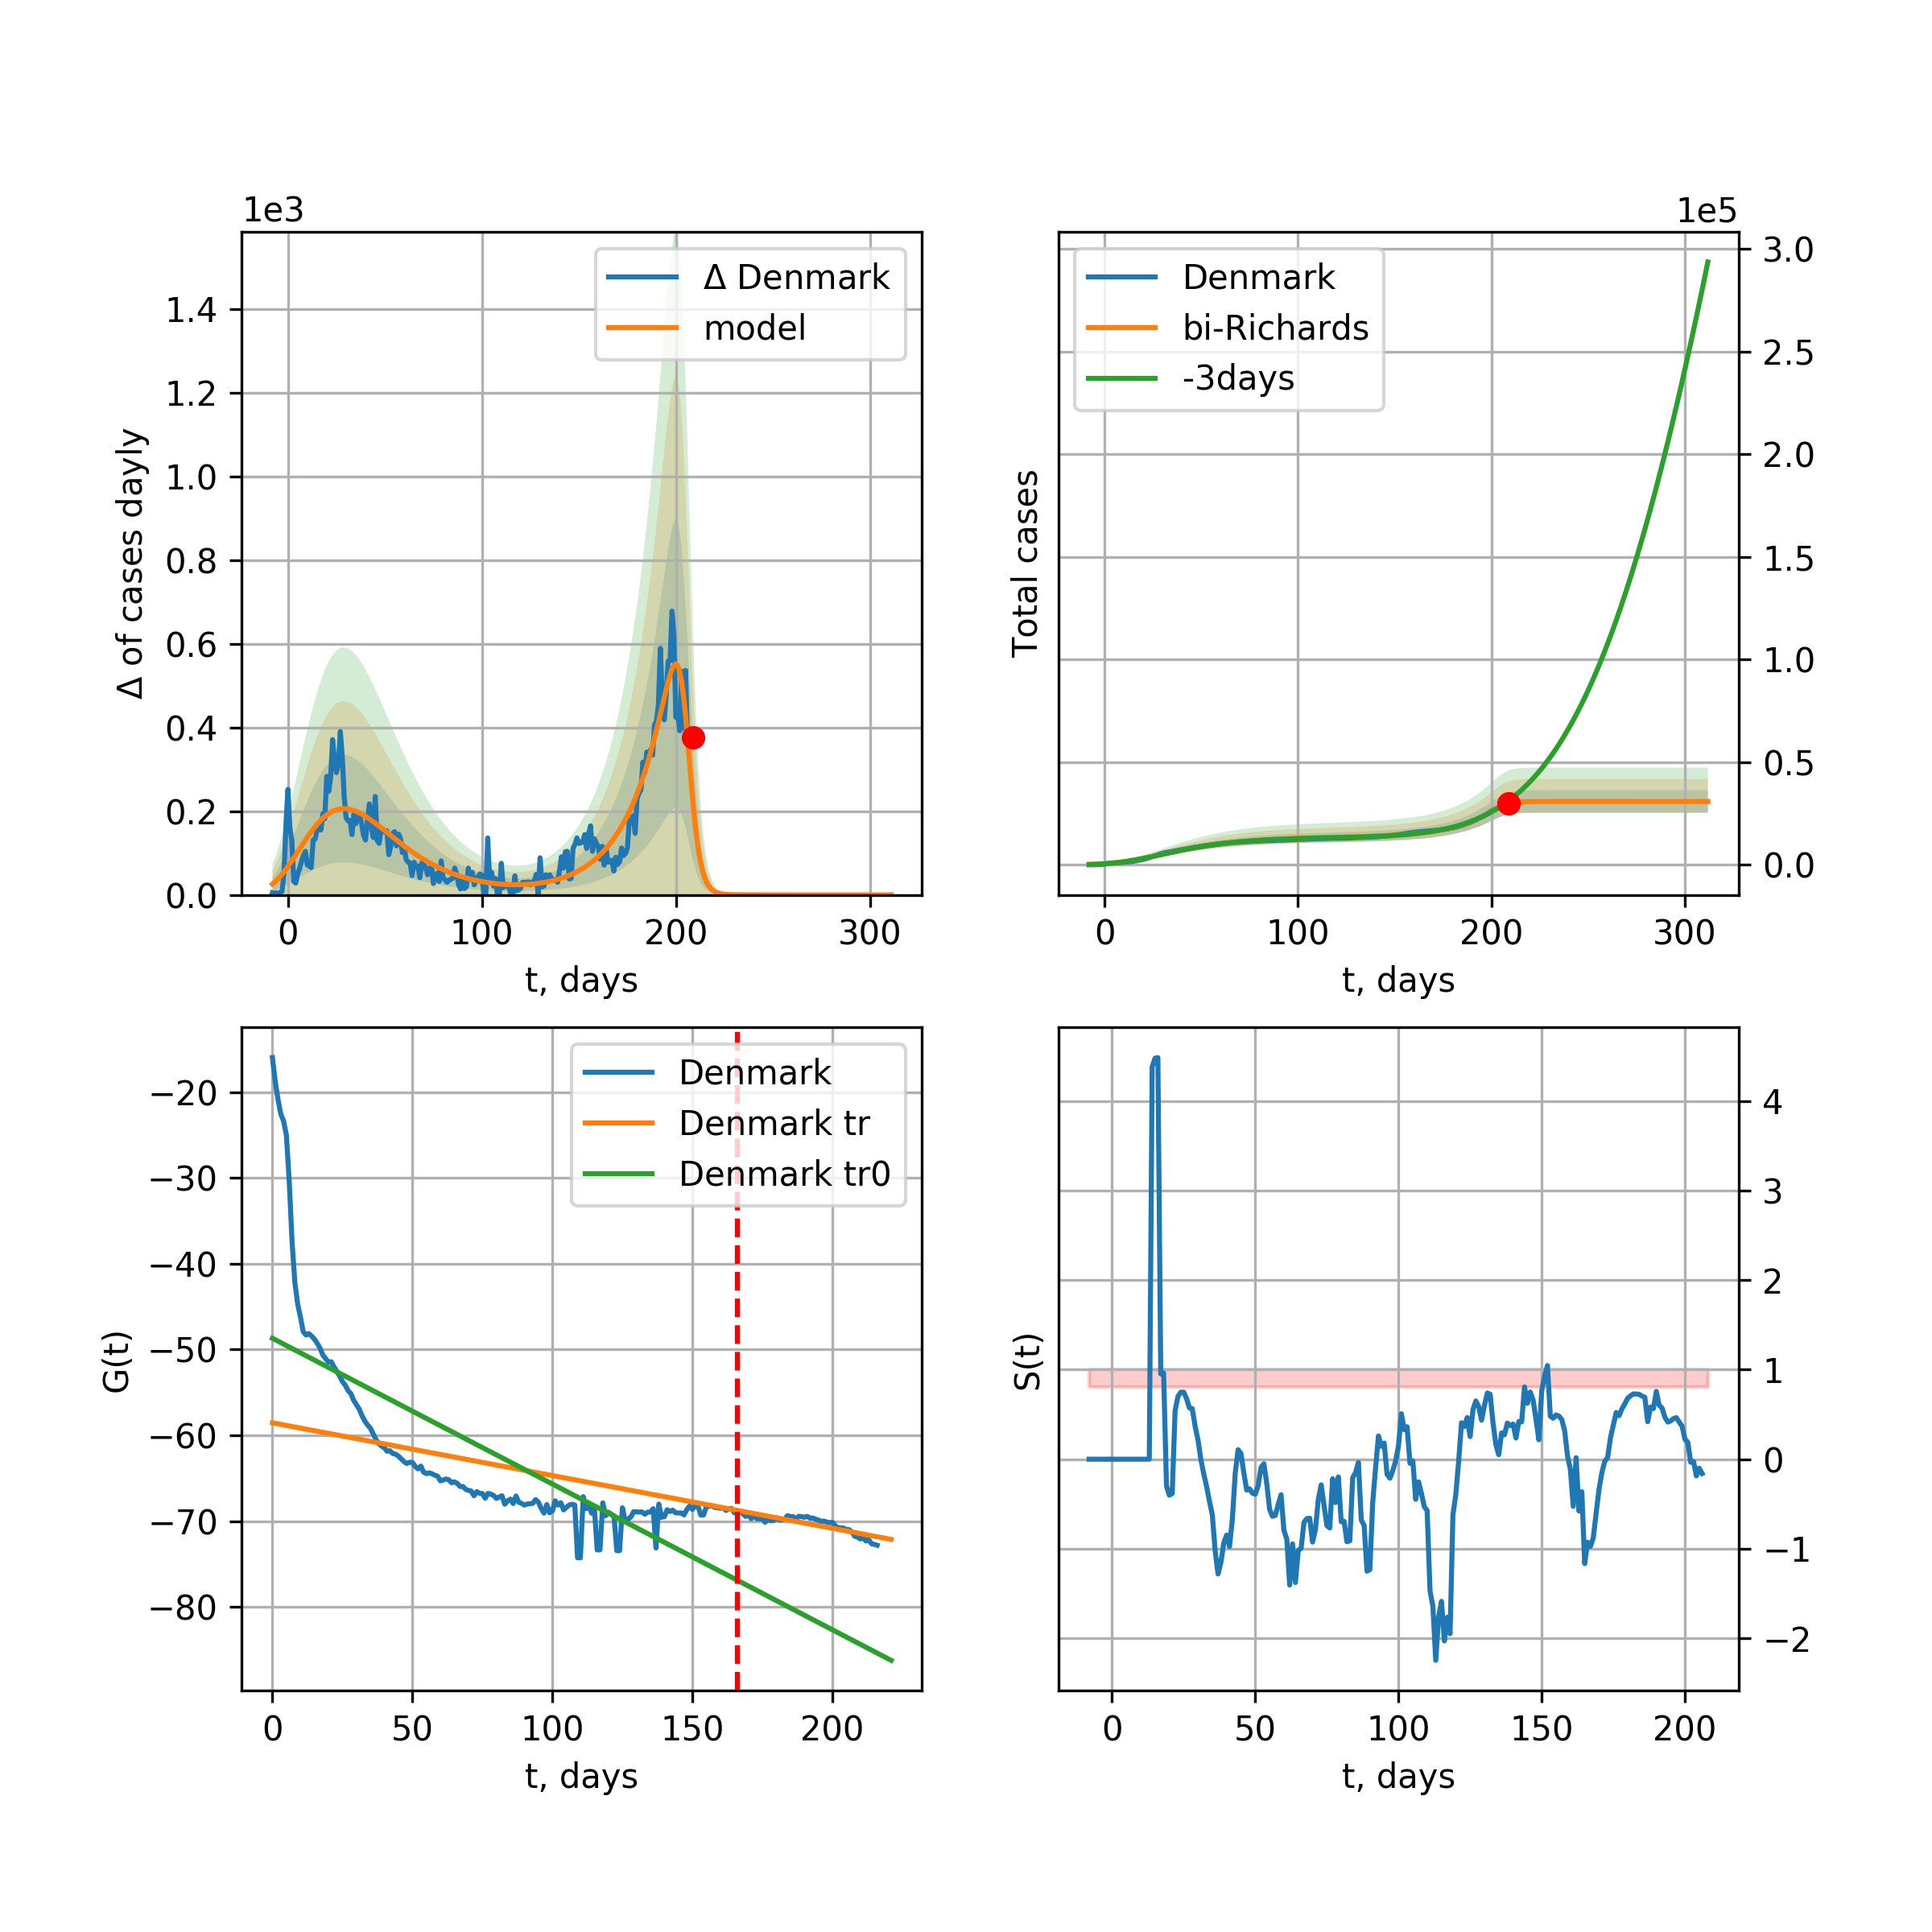 1e3
Δ of cases dayly
1.4
1.2
1.0
0.8
0.6
0.4
0.2
0.0
Δ Denmark
model
0 100 200 300
t, days
1e5
Total cases
Denmark
bi-Richards
-3days
3.0
2.5
2.0
1.5
1.0
0.5
0.0
0 100 200 300
t, days
G(t)
−20
−30
−40
−50
−60
−70
−80
Denmark
Denmark tr
Denmark tr0
0 50 100 150 200
t, days
S(t)
4
3
2
1
0
−1
−2
0 50 100 150 200
t, days